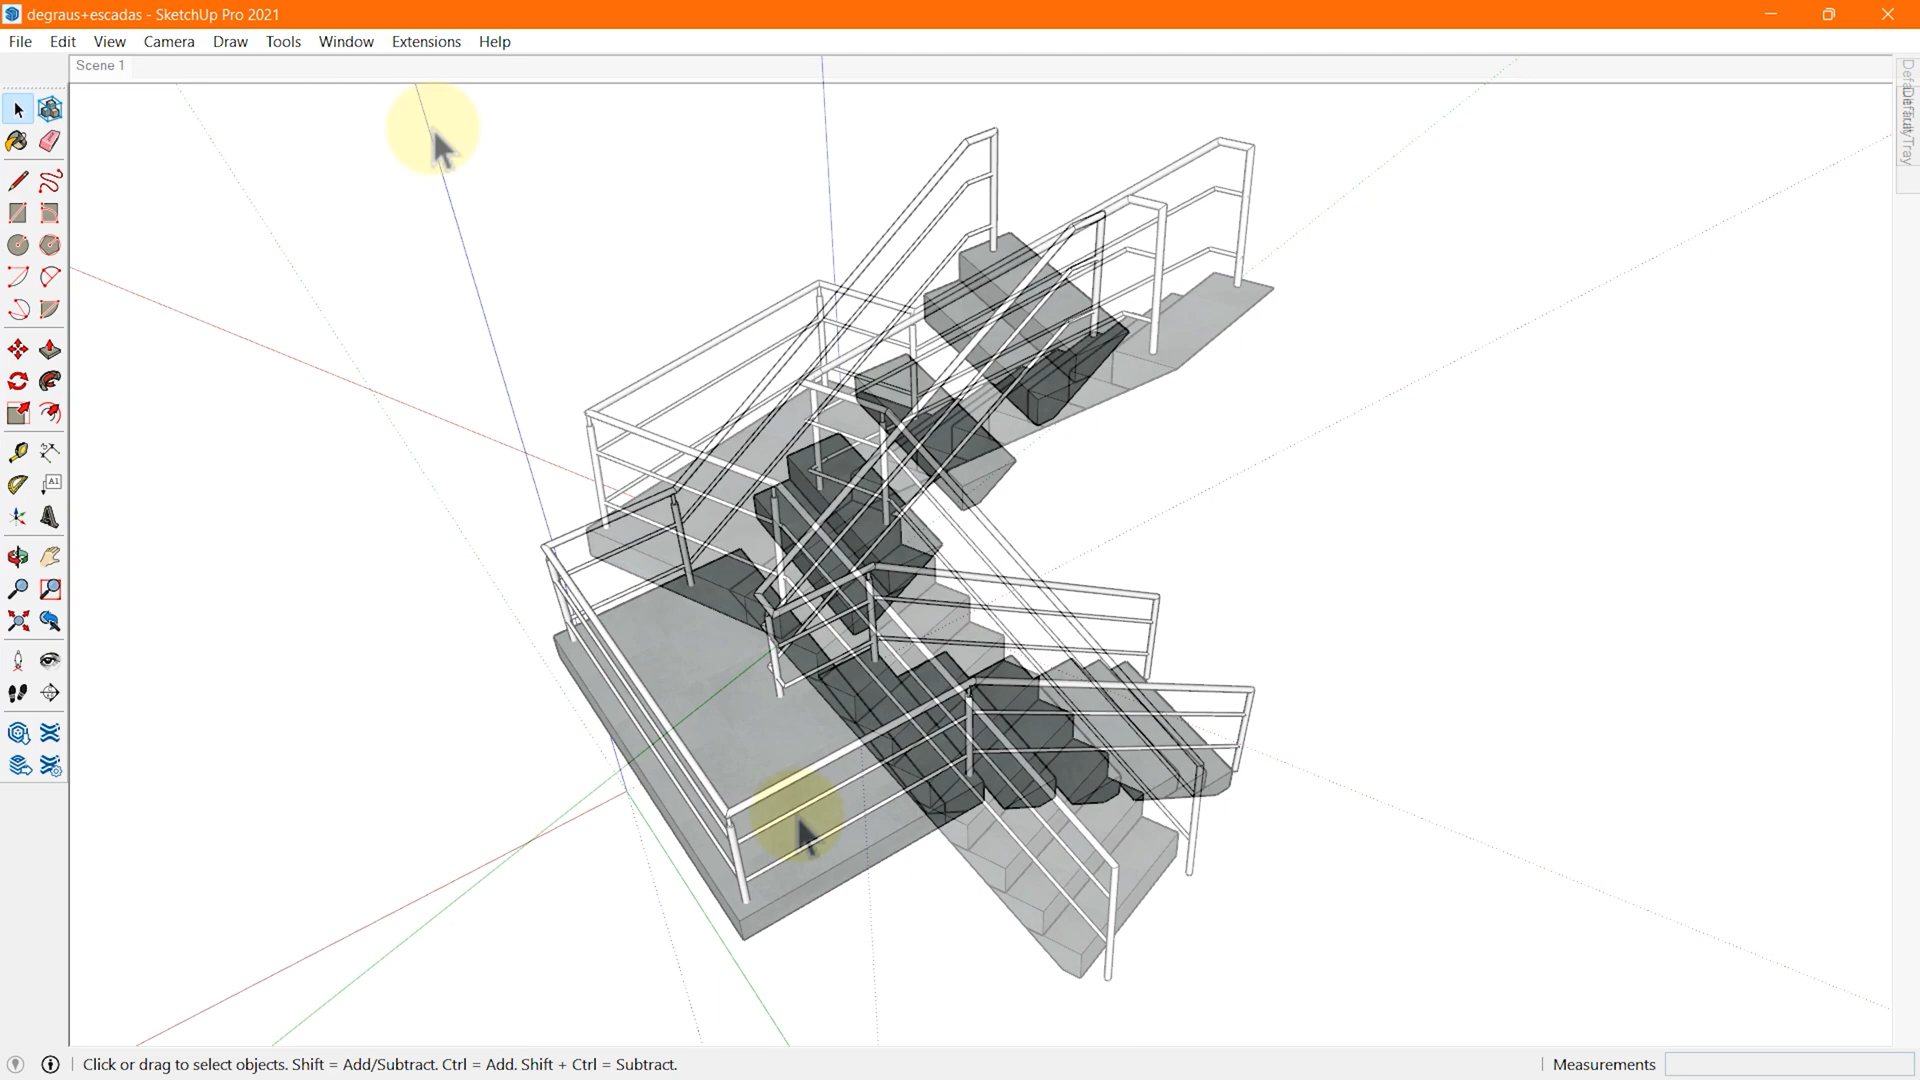 degraus+escadas - SketchUp Pro 2021
File Edit View Camera Draw Tools Window Extensions Help
Scene 1
A1
Click or drag to select objects. Shift = Add/Subtract. Ctrl = Add. Shift + Ctrl = Subtract.
Measurements